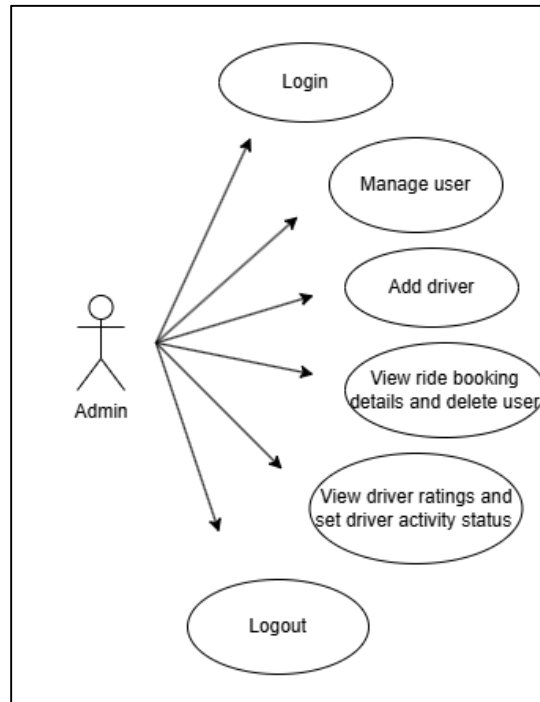 Login
Manage user
Add driver
Admin
View ride booking
details and delete user
View driver ratings and
set driver activity status
Logout